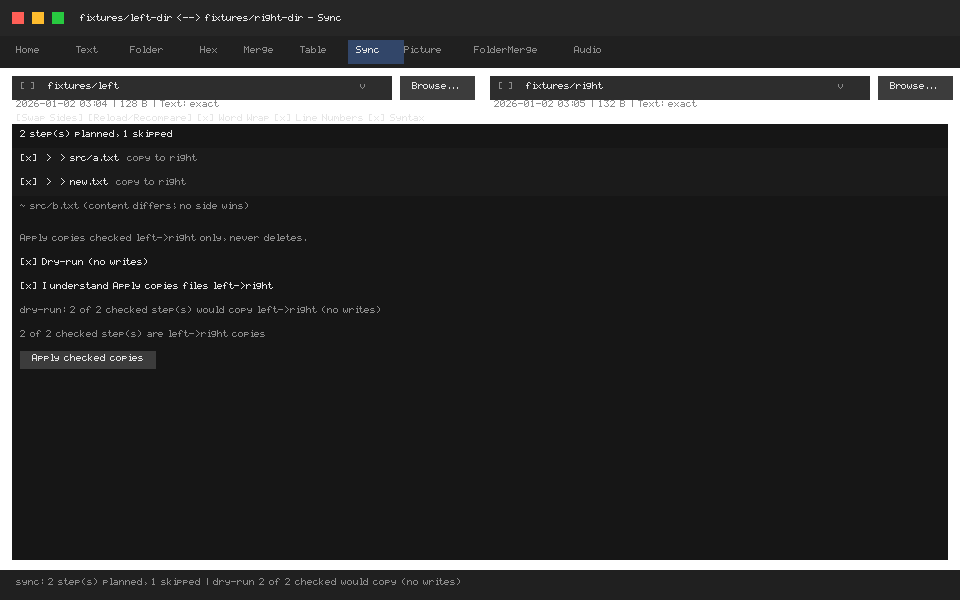 fixtures/left-dir <--> fixtures/right-dir - Sync
Home Text Folder Hex Merge Table Sync Picture FolderMerge Audio
[ ] fixtures/left v Browse... [ ] fixtures/right v Browse...
2026-01-02 03:04 | 128 B | Text: exact 2026-01-02 03:05 | 132 B | Text: exact
[Swap Sides] [Reload/Recompare] [x] Word Wrap [x] Line Numbers [x] Syntax
2 step(s) planned, 1 skipped
[x] > > src/a.txt copy to right
[x] > > new.txt copy to right
~ src/b.txt (content differs; no side wins)
Apply copies checked left->right only, never deletes.
[x] Dry-run (no writes)
[x] I understand Apply copies files left->right
dry-run: 2 of 2 checked step(s) would copy left->right (no writes)
2 of 2 checked step(s) are left->right copies
Apply checked copies
sync: 2 step(s) planned, 1 skipped | dry-run 2 of 2 checked would copy (no writes)